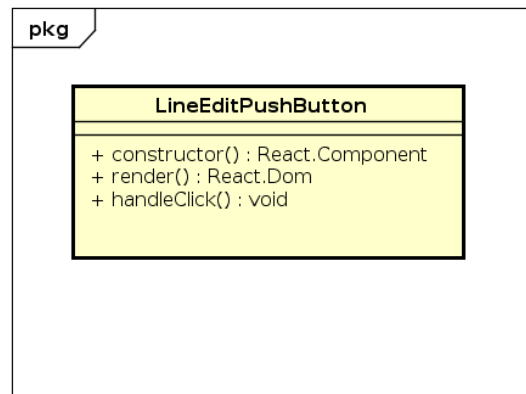 pkg
LineEditPushButton
+ constructor() : React.Component
+ render() : React.Dom
+ handleClick() : void